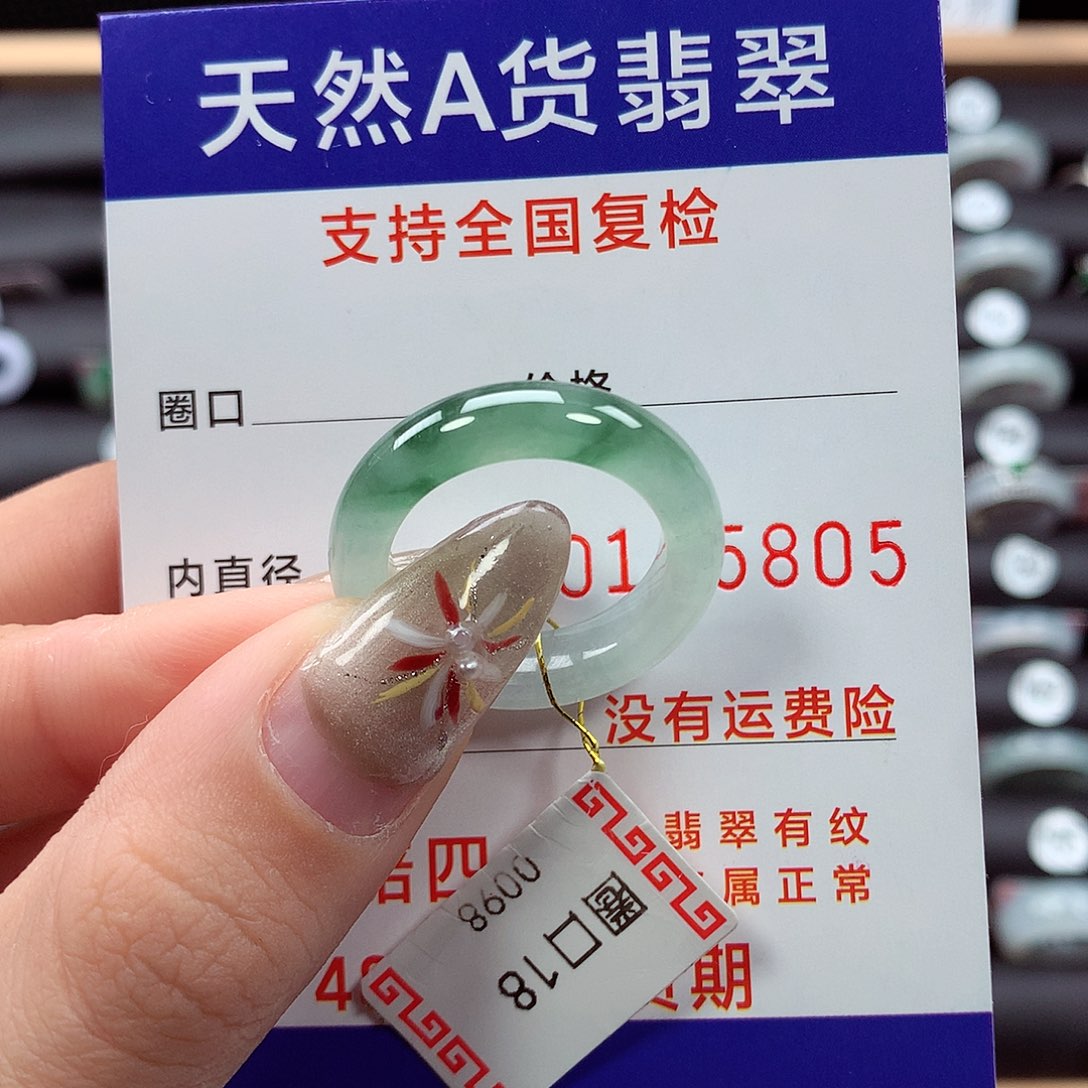 天然A货翡翠
支持全国复检
圈口 价格
内直径 01 5805
没有运费险
翡翠有纹
属正常
四
4 期
8600
圈口18